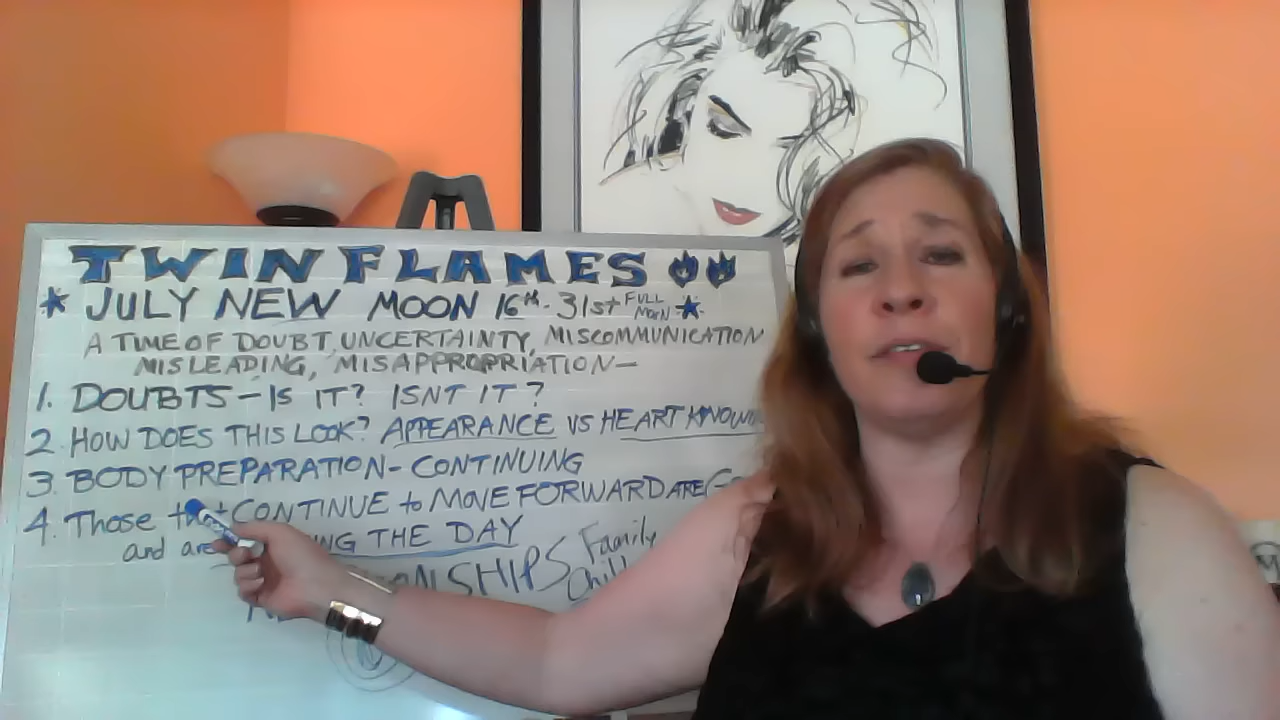 TWIN FLAMES
* JULY NEW MOON 16th - 31st FULL MOON *
A TIME OF DOUBT, UNCERTAINTY, MISCOMMUNICATION
MISLEADING, MISAPPROPRIATION—
1. DOUBTS - IS IT? ISNT IT?
2. HOW DOES THIS LOOK? APPEARANCE VS HEART
3. BODY PREPARATION - CONTINUING
4. Those that CONTINUE to MOVE FORWARD ARE
and are THE DAY
Family
M